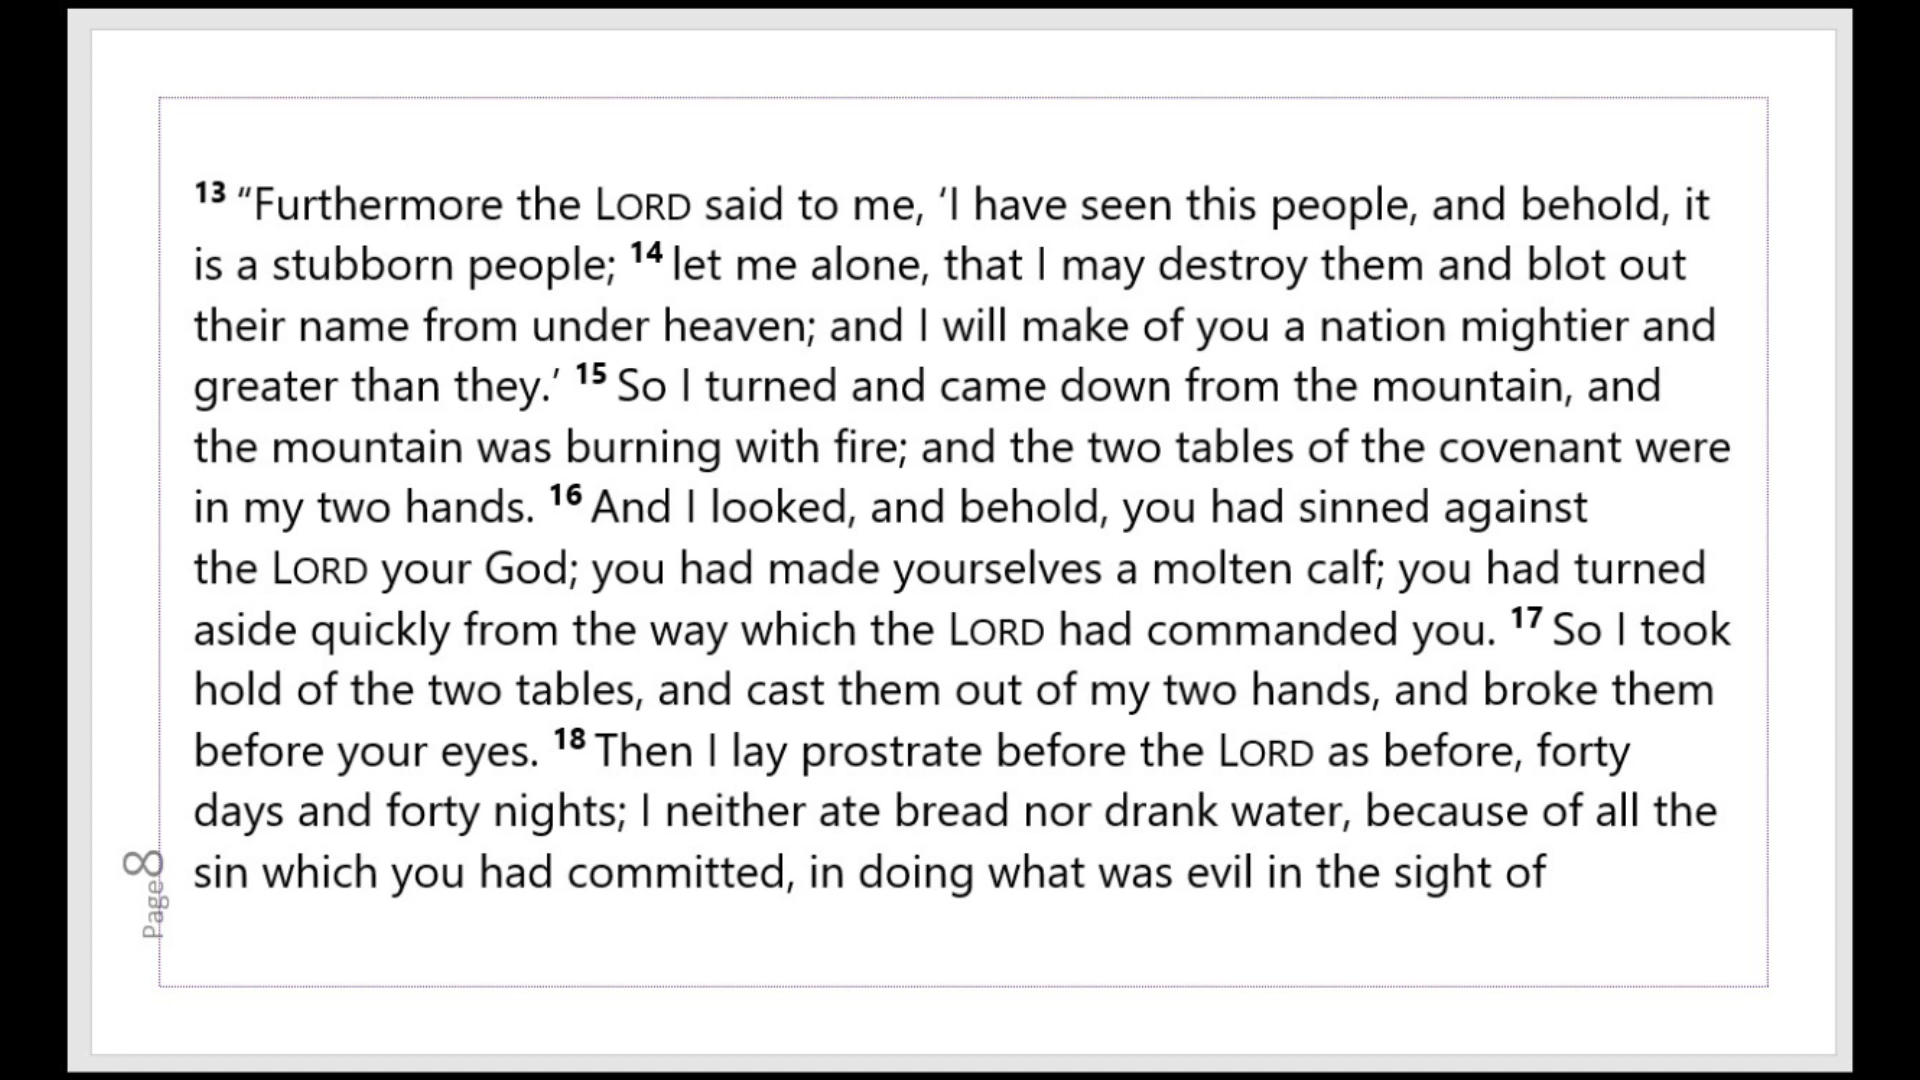 13 “Furthermore the LORD said to me, ‘I have seen this people, and behold, it
is a stubborn people; 14 let me alone, that I may destroy them and blot out
their name from under heaven; and I will make of you a nation mightier and
greater than they.’ 15 So I turned and came down from the mountain, and
the mountain was burning with fire; and the two tables of the covenant were
in my two hands. 16 And I looked, and behold, you had sinned against
the LORD your God; you had made yourselves a molten calf; you had turned
aside quickly from the way which the LORD had commanded you. 17 So I took
hold of the two tables, and cast them out of my two hands, and broke them
before your eyes. 18 Then I lay prostrate before the LORD as before, forty
days and forty nights; I neither ate bread nor drank water, because of all the
sin which you had committed, in doing what was evil in the sight of
Page 8